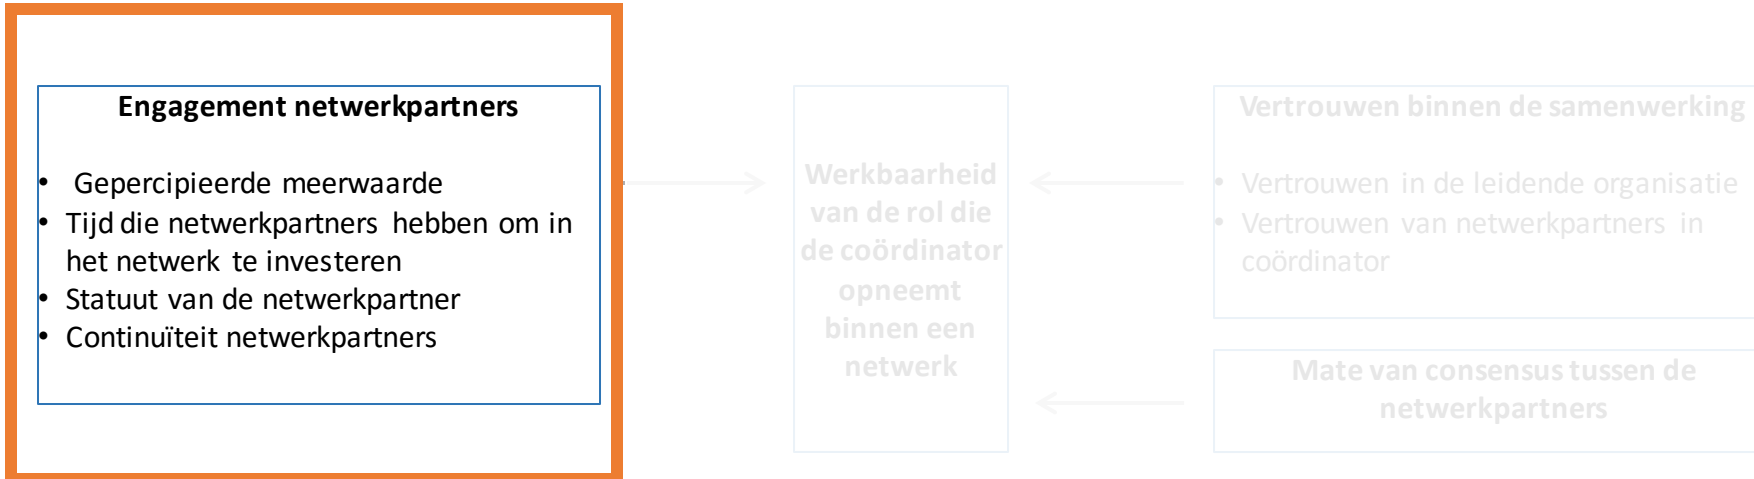 Engagement netwerkpartners
• Gepercipieerde meerwaarde
• Tijd die netwerkpartners hebben om in
het netwerk te investeren
• Statuut van de netwerkpartner
• Continuïteit netwerkpartners
Werkbaarheid
van de rol die
de coördinator
opneemt
binnen een
netwerk
Vertrouwen binnen de samenwerking
• Vertrouwen in de leidende organisatie
• Vertrouwen van netwerkpartners in
coördinator
Mate van consensus tussen de
netwerkpartners